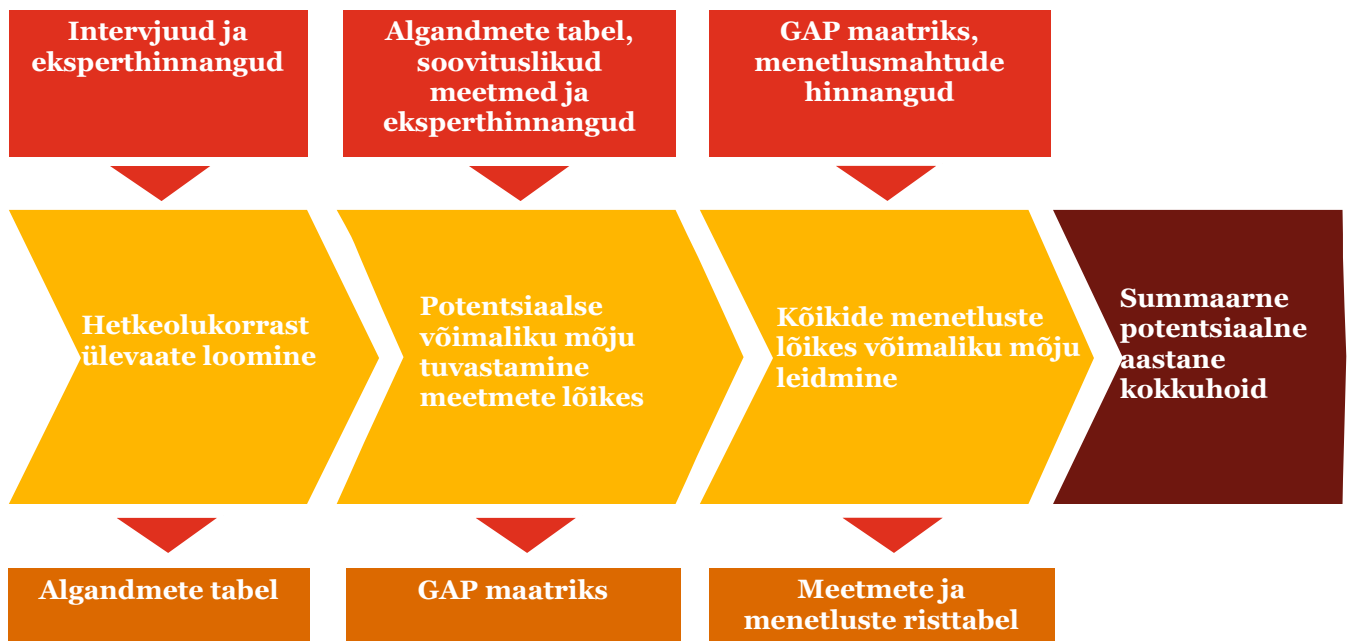 Intervjuud ja
eksperthinnangud
Algandmete tabel,
soovituslikud
meetmed ja
eksperthinnangud
GAP maatriks,
menetlusmahtude
hinnangud
Hetkeolukorrast
ülevaate loomine
Potentsiaalse
võimaliku mõju
tuvastamine
meetmete lõikes
Kõikide menetluste
lõikes võimaliku mõju
leidmine
Summaarne
potentsiaalne
aastane
kokkuhoid
Algandmete tabel
GAP maatriks
Meetmete ja
menetluste risttabel